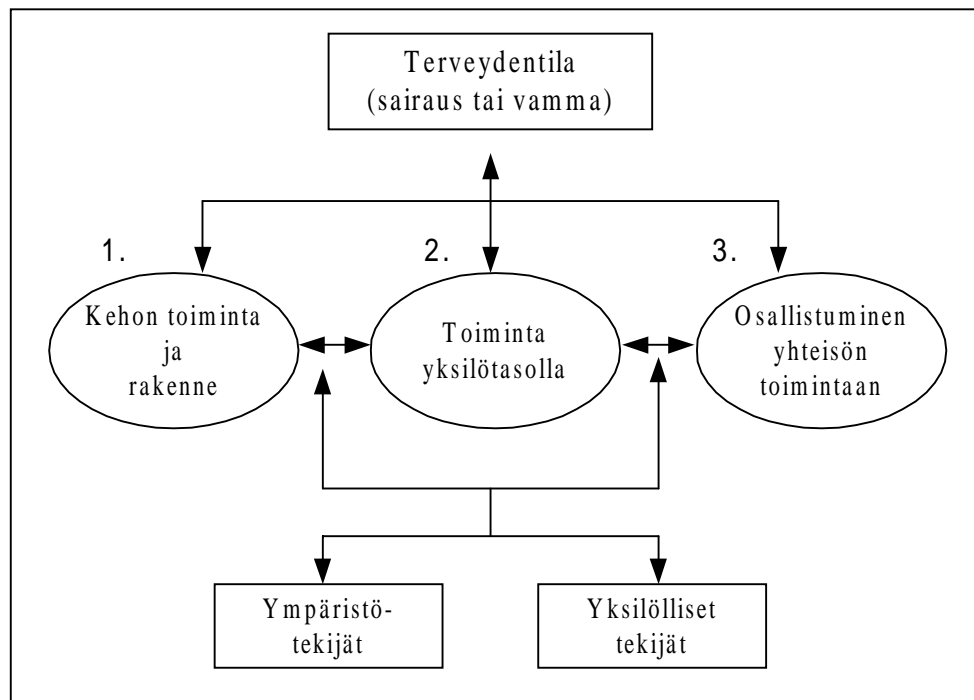 Terveydentila
(sairaus tai vamma)
1.
2.
3.
Kehon toiminta
ja
rakenne
Toiminta
yksilötasolla
Osallistuminen
yhteisön
toimintaan
Ympäristö-
tekijät
Yksilölliset
tekijät